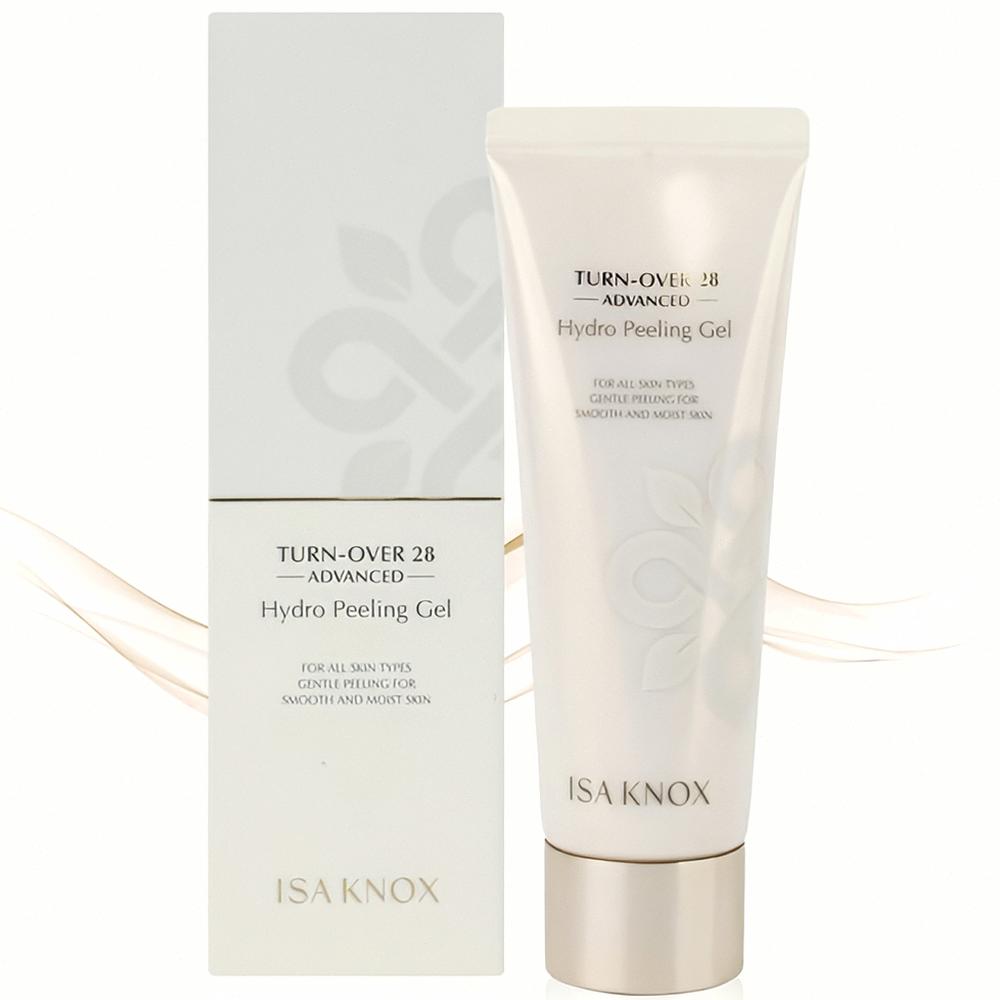 TURN-OVER 28
ADVANCED
Hydro Peeling Gel
FOR ALL SKIN TYPES
GENTLE PEELING FOR
SMOOTH AND MOIST SKIN
ISA KNOX
TURN-OVER 28
ADVANCED
Hydro Peeling Gel
FOR ALL SKIN TYPES
GENTLE PEELING FOR
SMOOTH AND MOIST SKIN
ISA KNOX